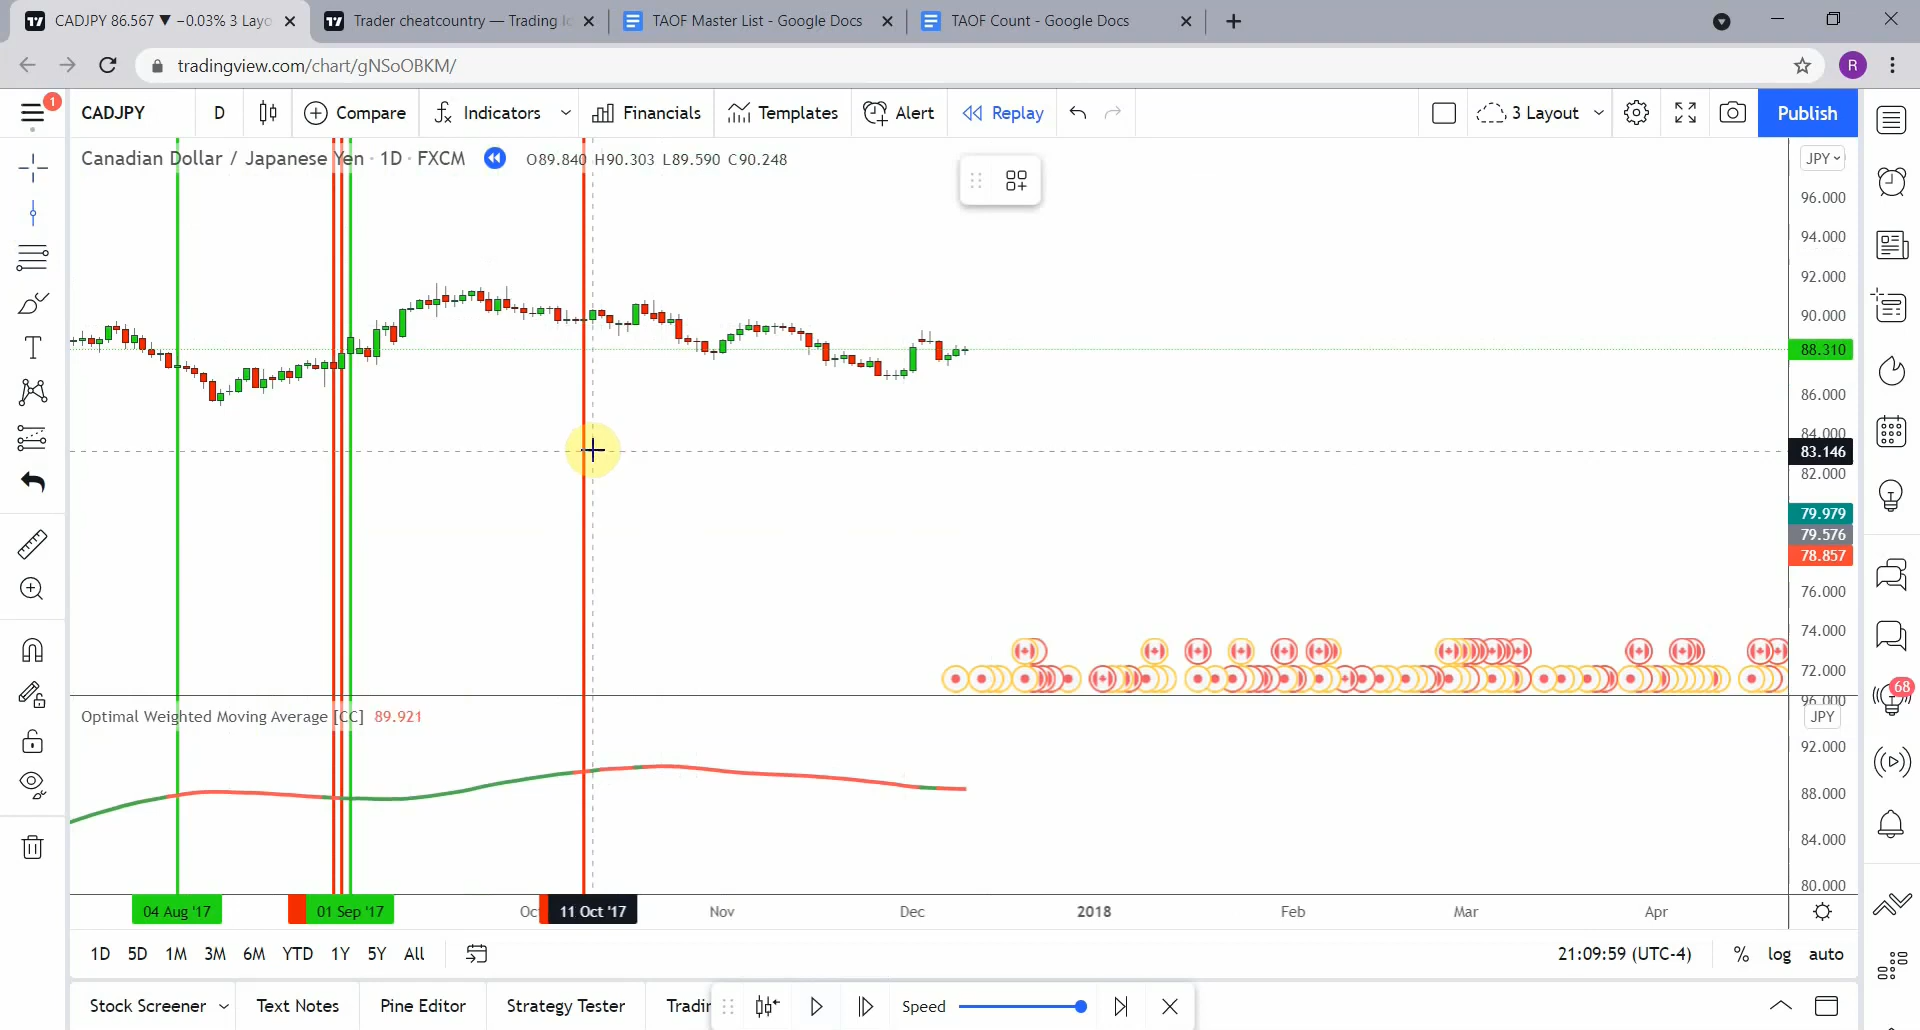 CADJPY 86.567 ▼ −0.03% 3 Layo
Trader cheatcountry — Trading Id
TAOF Master List - Google Docs
TAOF Count - Google Docs
tradingview.com/chart/gNSoOBKM/
R
1
CADJPY
D
Compare
Indicators
Financials
Templates
Alert
Replay
3 Layout
Publish
Canadian Dollar / Japanese Yen · 1D · FXCM
O89.840 H90.303 L89.590 C90.248
JPY
96.000
94.000
92.000
90.000
88.310
86.000
84.000
83.146
82.000
79.979
79.576
78.857
76.000
74.000
72.000
68
Optimal Weighted Moving Average [CC] 89.921
96.000
JPY
92.000
88.000
84.000
80.000
04 Aug '17
01 Sep '17
Oct
11 Oct '17
Nov
Dec
2018
Feb
Mar
Apr
1D 5D 1M 3M 6M YTD 1Y 5Y All
21:09:59 (UTC-4)
% log auto
Stock Screener
Text Notes
Pine Editor
Strategy Tester
Tradin
Speed